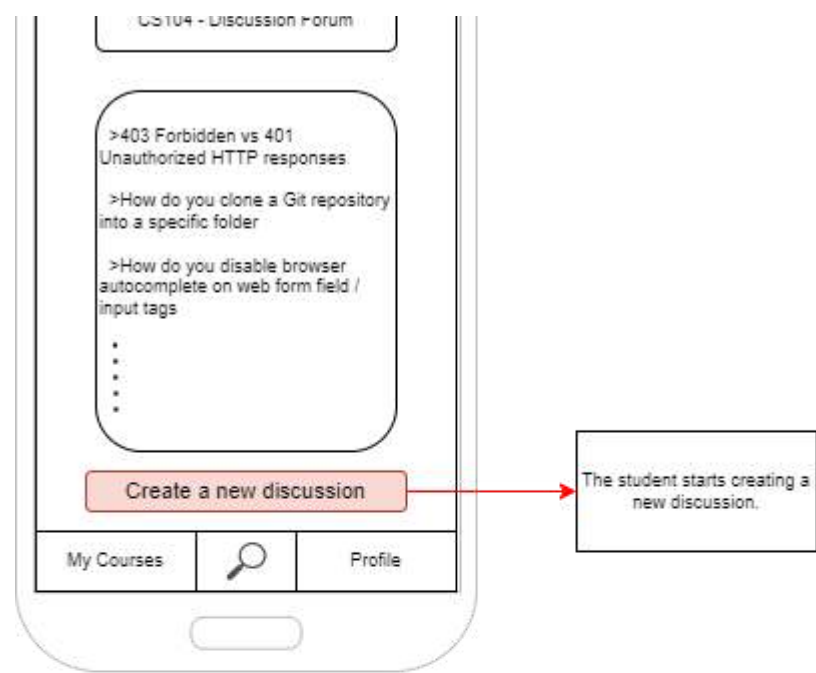 CS104 - Discussion Forum
>403 Forbidden vs 401
Unauthorized HTTP responses
>How do you clone a Git repository
into a specific folder
>How do you disable browser
autocomplete on web form field /
input tags
Create a new discussion
The student starts creating a
new discussion.
My Courses
Profile